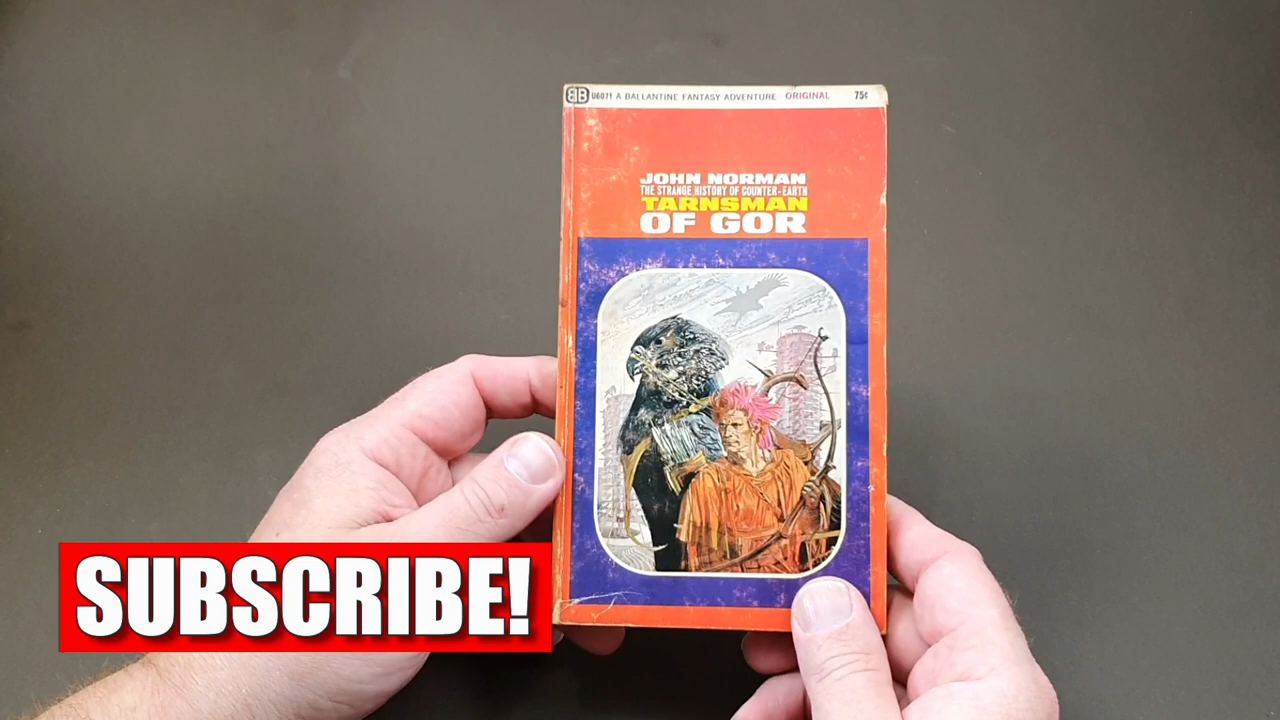 BB U6071 A BALLANTINE FANTASY ADVENTURE ORIGINAL 75¢
JOHN NORMAN
THE STRANGE HISTORY OF COUNTER-EARTH
TARNSMAN
OF GOR
SUBSCRIBE!